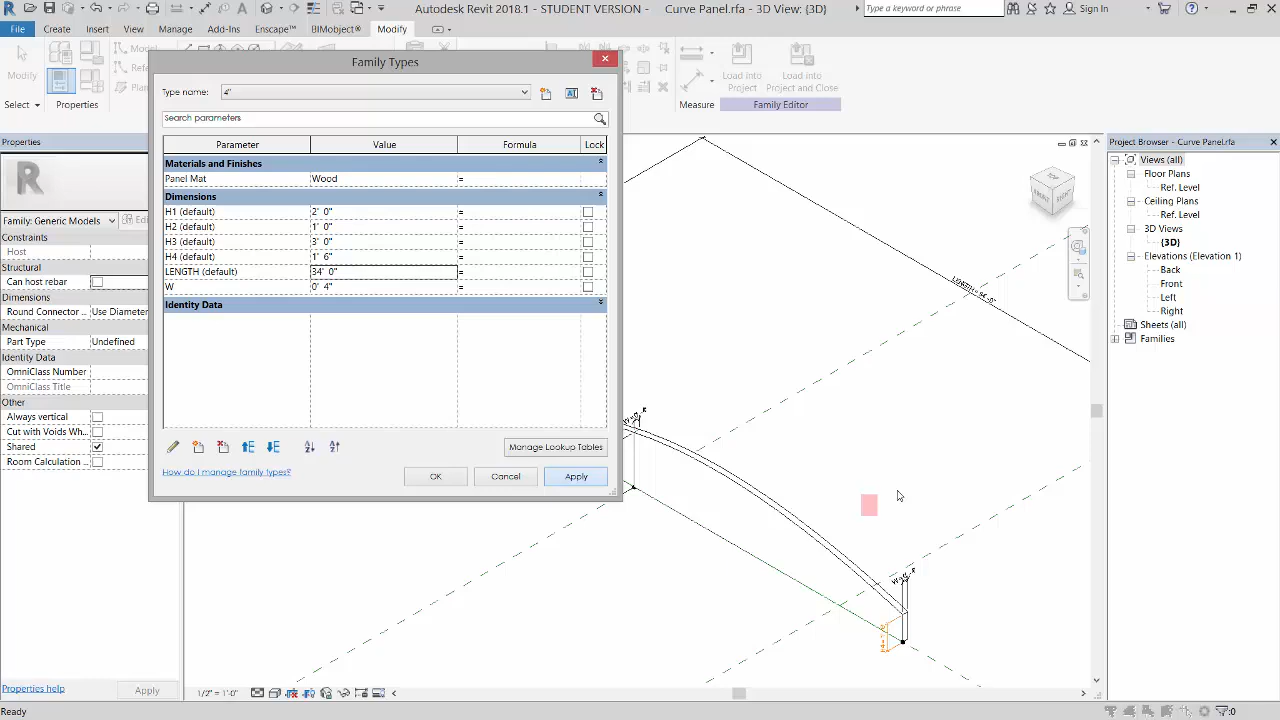 Autodesk Revit 2018.1 - STUDENT VERSION - Curve Panel.rfa - 3D View: {3D}
Type a keyword or phrase
Sign In
File Create Insert View Manage Add-Ins Enscape™ BIMobject® Modify
Modify
Load into Project
Load into Project and Close
Select Properties Measure Family Editor
Properties
Family: Generic Models
Constraints
Host
Structural
Can host rebar
Dimensions
Round Connector ... Use Diameter
Mechanical
Part Type Undefined
Identity Data
OmniClass Number
OmniClass Title
Other
Always vertical
Cut with Voids Wh...
Shared
Room Calculation ...
Properties help
Apply
Family Types
Type name: 4"
Search parameters
Parameter Value Formula Lock
Materials and Finishes
Panel Mat Wood =
Dimensions
H1 (default) 2' 0" =
H2 (default) 1' 0" =
H3 (default) 3' 0" =
H4 (default) 1' 6" =
LENGTH (default) 34' 0" =
W 0' 4" =
Identity Data
Manage Lookup Tables
How do I manage family types?
OK Cancel Apply
TOP
FRONT
RIGHT
LENGTH = 34' - 0"
Project Browser - Curve Panel.rfa
Views (all)
Floor Plans
Ref. Level
Ceiling Plans
Ref. Level
3D Views
{3D}
Elevations (Elevation 1)
Back
Front
Left
Right
Sheets (all)
Families
1/2" = 1'-0"
Ready
:0